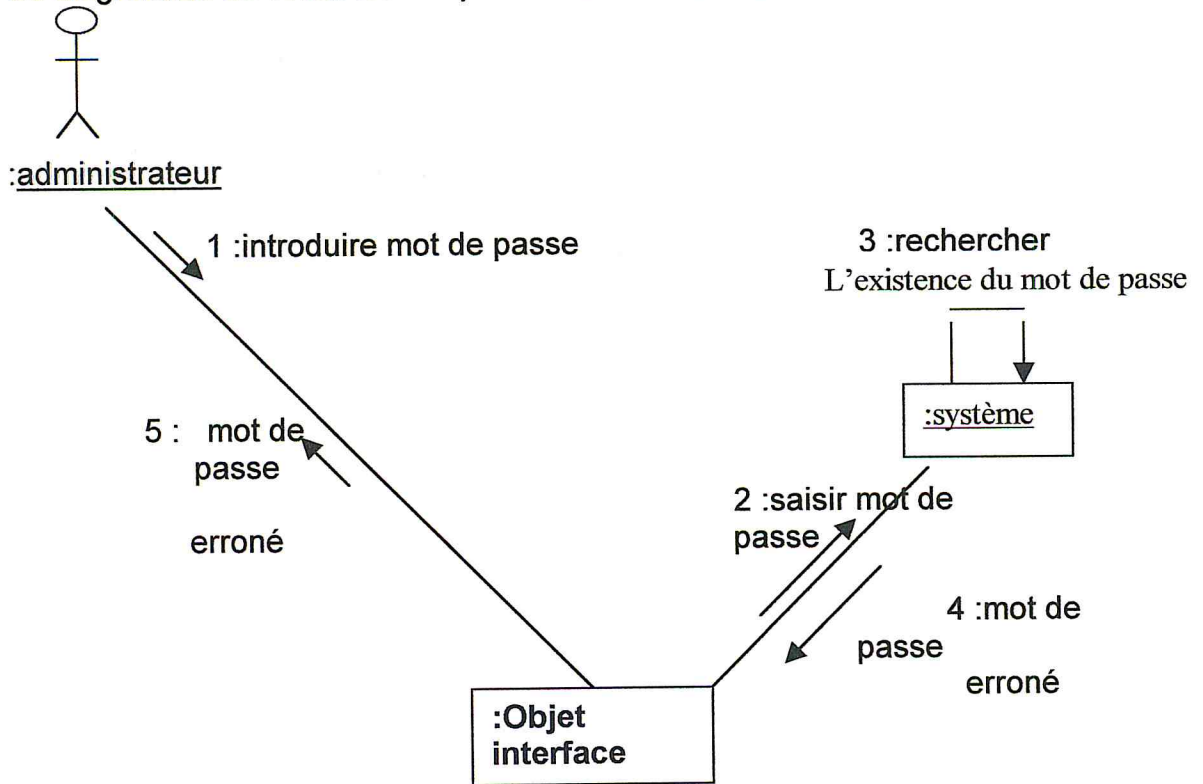 :administrateur
1 :introduire mot de passe
3 :rechercher
L'existence du mot de passe
:système
5 : mot de
passe
erroné
2 :saisir mot de
passe
4 :mot de
passe
erroné
:Objet
interface